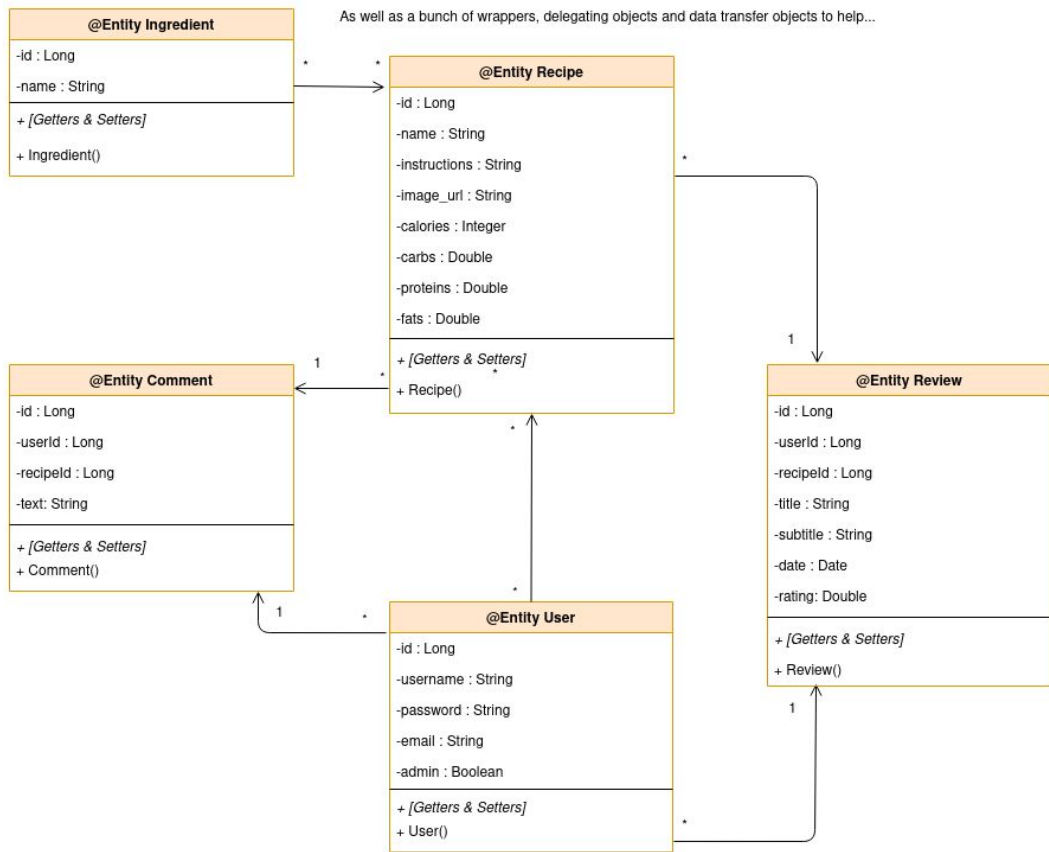 As well as a bunch of wrappers, delegating objects and data transfer objects to help...
@Entity Ingredient
-id : Long
-name : String
+ [Getters & Setters]
+ Ingredient()
*
*
@Entity Recipe
-id : Long
-name : String
-instructions : String
-image_url : String
-calories : Integer
-carbs : Double
-proteins : Double
-fats : Double
+ [Getters & Setters]
*
+ Recipe()
*
1
1
*
@Entity Comment
-id : Long
-userId : Long
-recipeId : Long
-text: String
+ [Getters & Setters]
+ Comment()
@Entity Review
-id : Long
-userId : Long
-recipeId : Long
-title : String
-subtitle : String
-date : Date
-rating: Double
+ [Getters & Setters]
+ Review()
*
*
1
*
@Entity User
-id : Long
-username : String
-password : String
-email : String
-admin : Boolean
+ [Getters & Setters]
+ User()
1
*